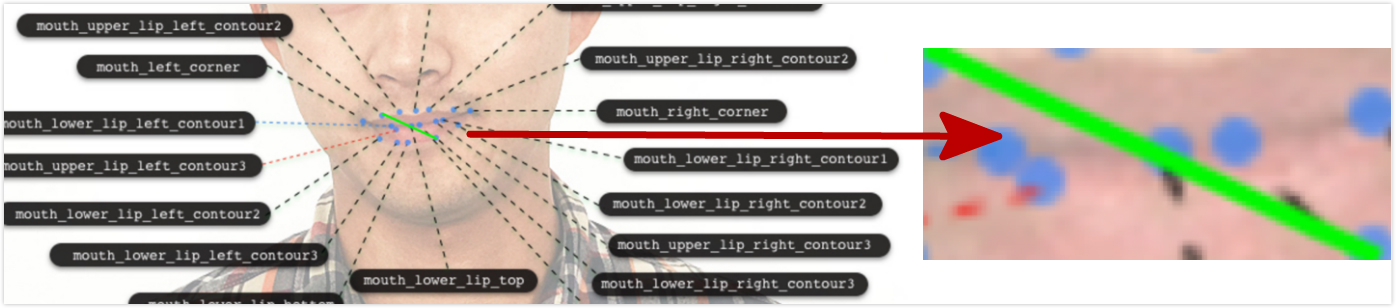 mouth_upper_lip_left_contour2
mouth_left_corner
mouth_lower_lip_left_contour1
mouth_upper_lip_left_contour3
mouth_lower_lip_left_contour2
mouth_lower_lip_left_contour3
mouth_lower_lip_top
mouth_upper_lip_right_contour2
mouth_right_corner
mouth_lower_lip_right_contour1
mouth_lower_lip_right_contour2
mouth_upper_lip_right_contour3
mouth_lower_lip_right_contour3